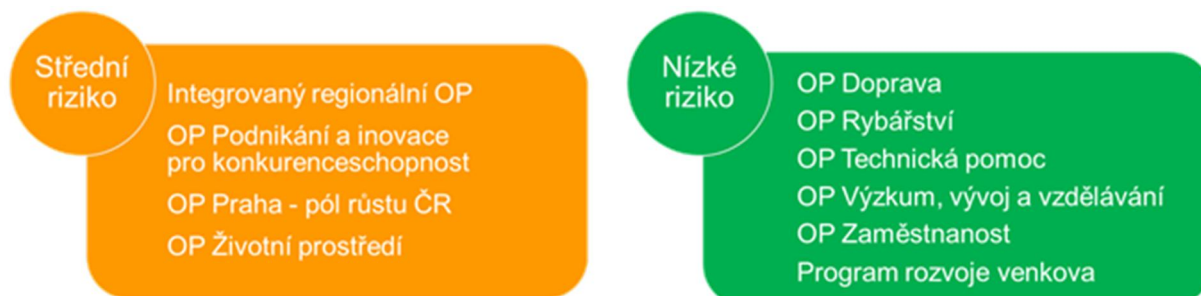 Střední
riziko
Integrovaný regionální OP
OP Podnikání a inovace
pro konkurenceschopnost
OP Praha - pól růstu ČR
OP Životní prostředí
Nízké
riziko
OP Doprava
OP Rybářství
OP Technická pomoc
OP Výzkum, vývoj a vzdělávání
OP Zaměstnanost
Program rozvoje venkova